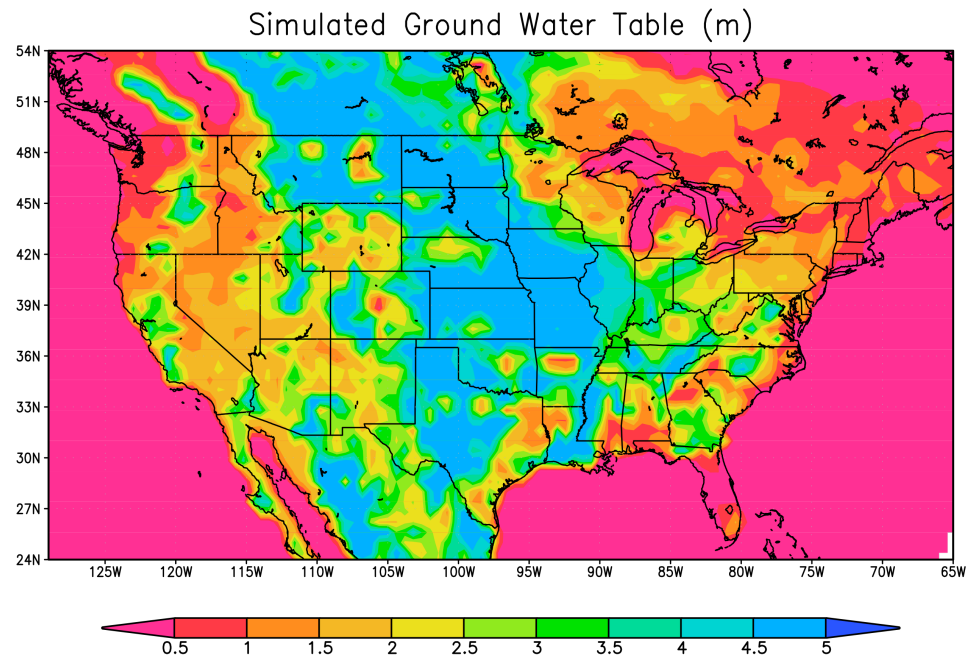 Simulated Ground Water Table (m)
54N
51N
48N
45N
42N
39N
36N
33N
30N
27N
24N
125W 120W 115W 110W 105W 100W 95W 90W 85W 80W 75W 70W 65W
0.5 1 1.5 2 2.5 3 3.5 4 4.5 5